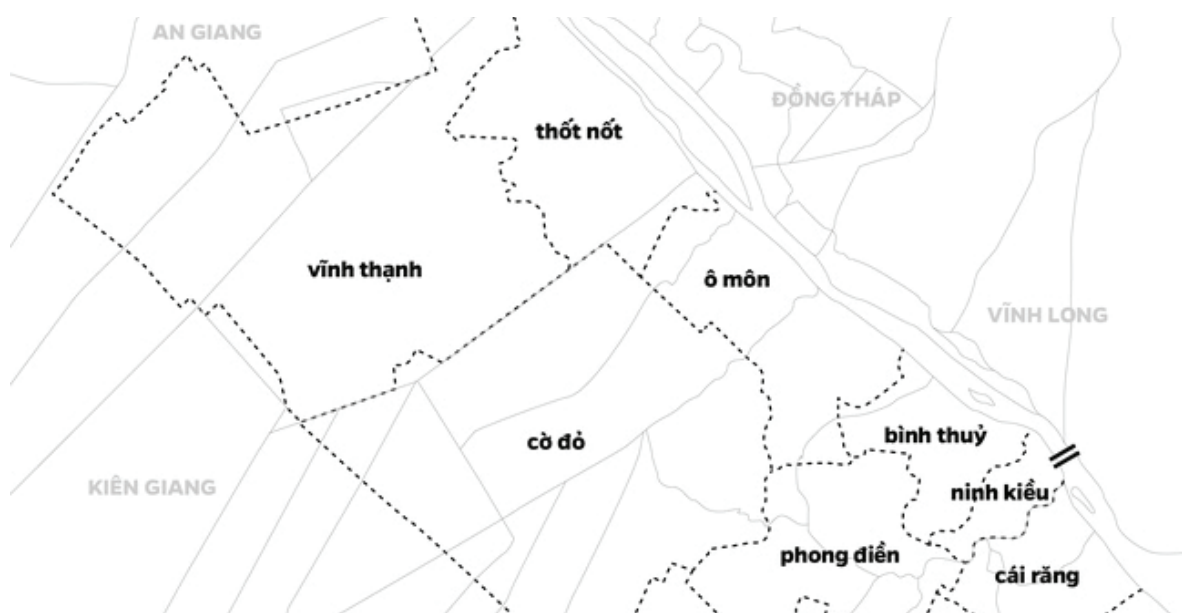 AN GIANG
ĐỒNG THÁP
thốt nốt
vĩnh thạnh
ô môn
VĨNH LONG
bình thuỷ
cờ đỏ
KIÊN GIANG
ninh kiều
phong điền
cái răng